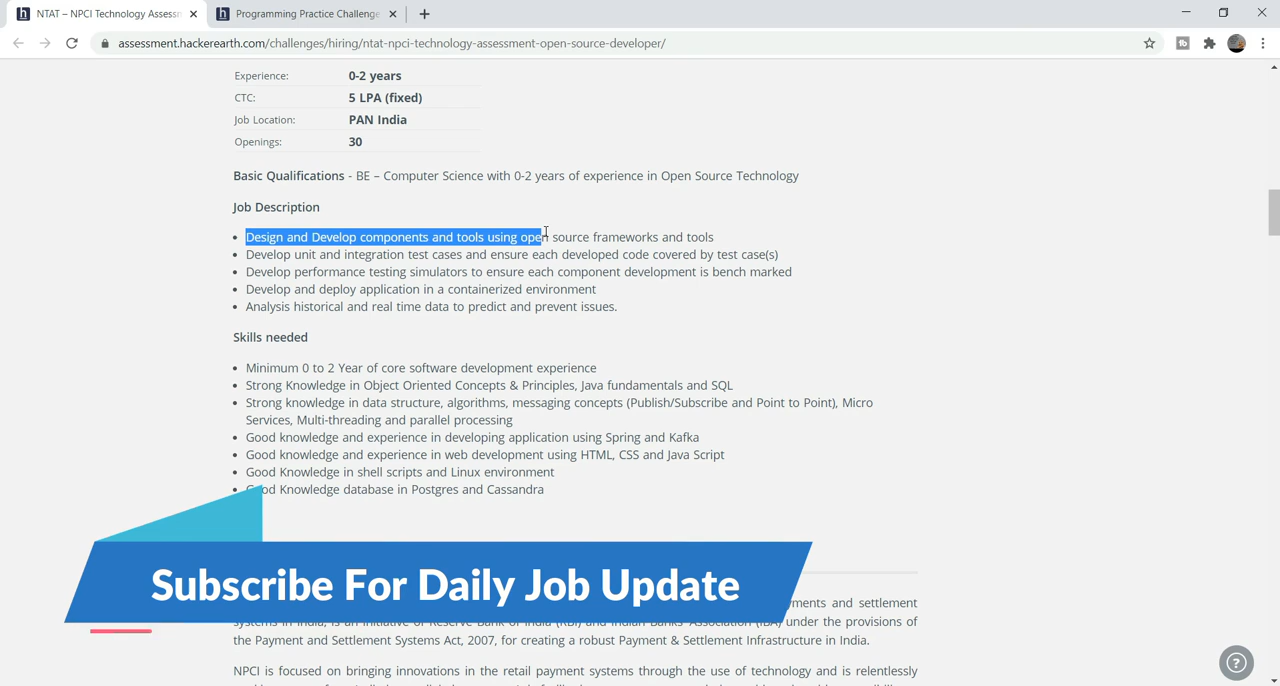 NTAT – NPCI Technology Assessm
Programming Practice Challenge
assessment.hackerearth.com/challenges/hiring/ntat-npci-technology-assessment-open-source-developer/
Experience: 0-2 years
CTC: 5 LPA (fixed)
Job Location: PAN India
Openings: 30
Basic Qualifications - BE – Computer Science with 0-2 years of experience in Open Source Technology
Job Description
Design and Develop components and tools using open source frameworks and tools
Develop unit and integration test cases and ensure each developed code covered by test case(s)
Develop performance testing simulators to ensure each component development is bench marked
Develop and deploy application in a containerized environment
Analysis historical and real time data to predict and prevent issues.
Skills needed
Minimum 0 to 2 Year of core software development experience
Strong Knowledge in Object Oriented Concepts & Principles, Java fundamentals and SQL
Strong knowledge in data structure, algorithms, messaging concepts (Publish/Subscribe and Point to Point), Micro
Services, Multi-threading and parallel processing
Good knowledge and experience in developing application using Spring and Kafka
Good knowledge and experience in web development using HTML, CSS and Java Script
Good Knowledge in shell scripts and Linux environment
Good Knowledge database in Postgres and Cassandra
Subscribe For Daily Job Update
and settlement
under the provisions of
the Payment and Settlement Systems Act, 2007, for creating a robust Payment & Settlement Infrastructure in India.
NPCI is focused on bringing innovations in the retail payment systems through the use of technology and is relentlessly